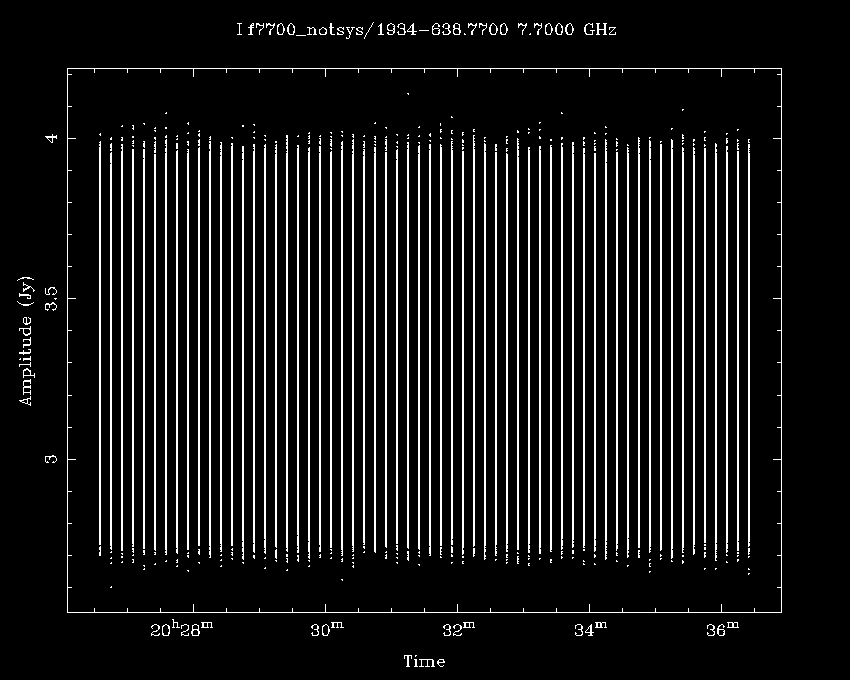 I f7700_notsys/1934-638.7700 7.7000 GHz
4
3.5
3
Amplitude (Jy)
20h28m 30m 32m 34m 36m
Time